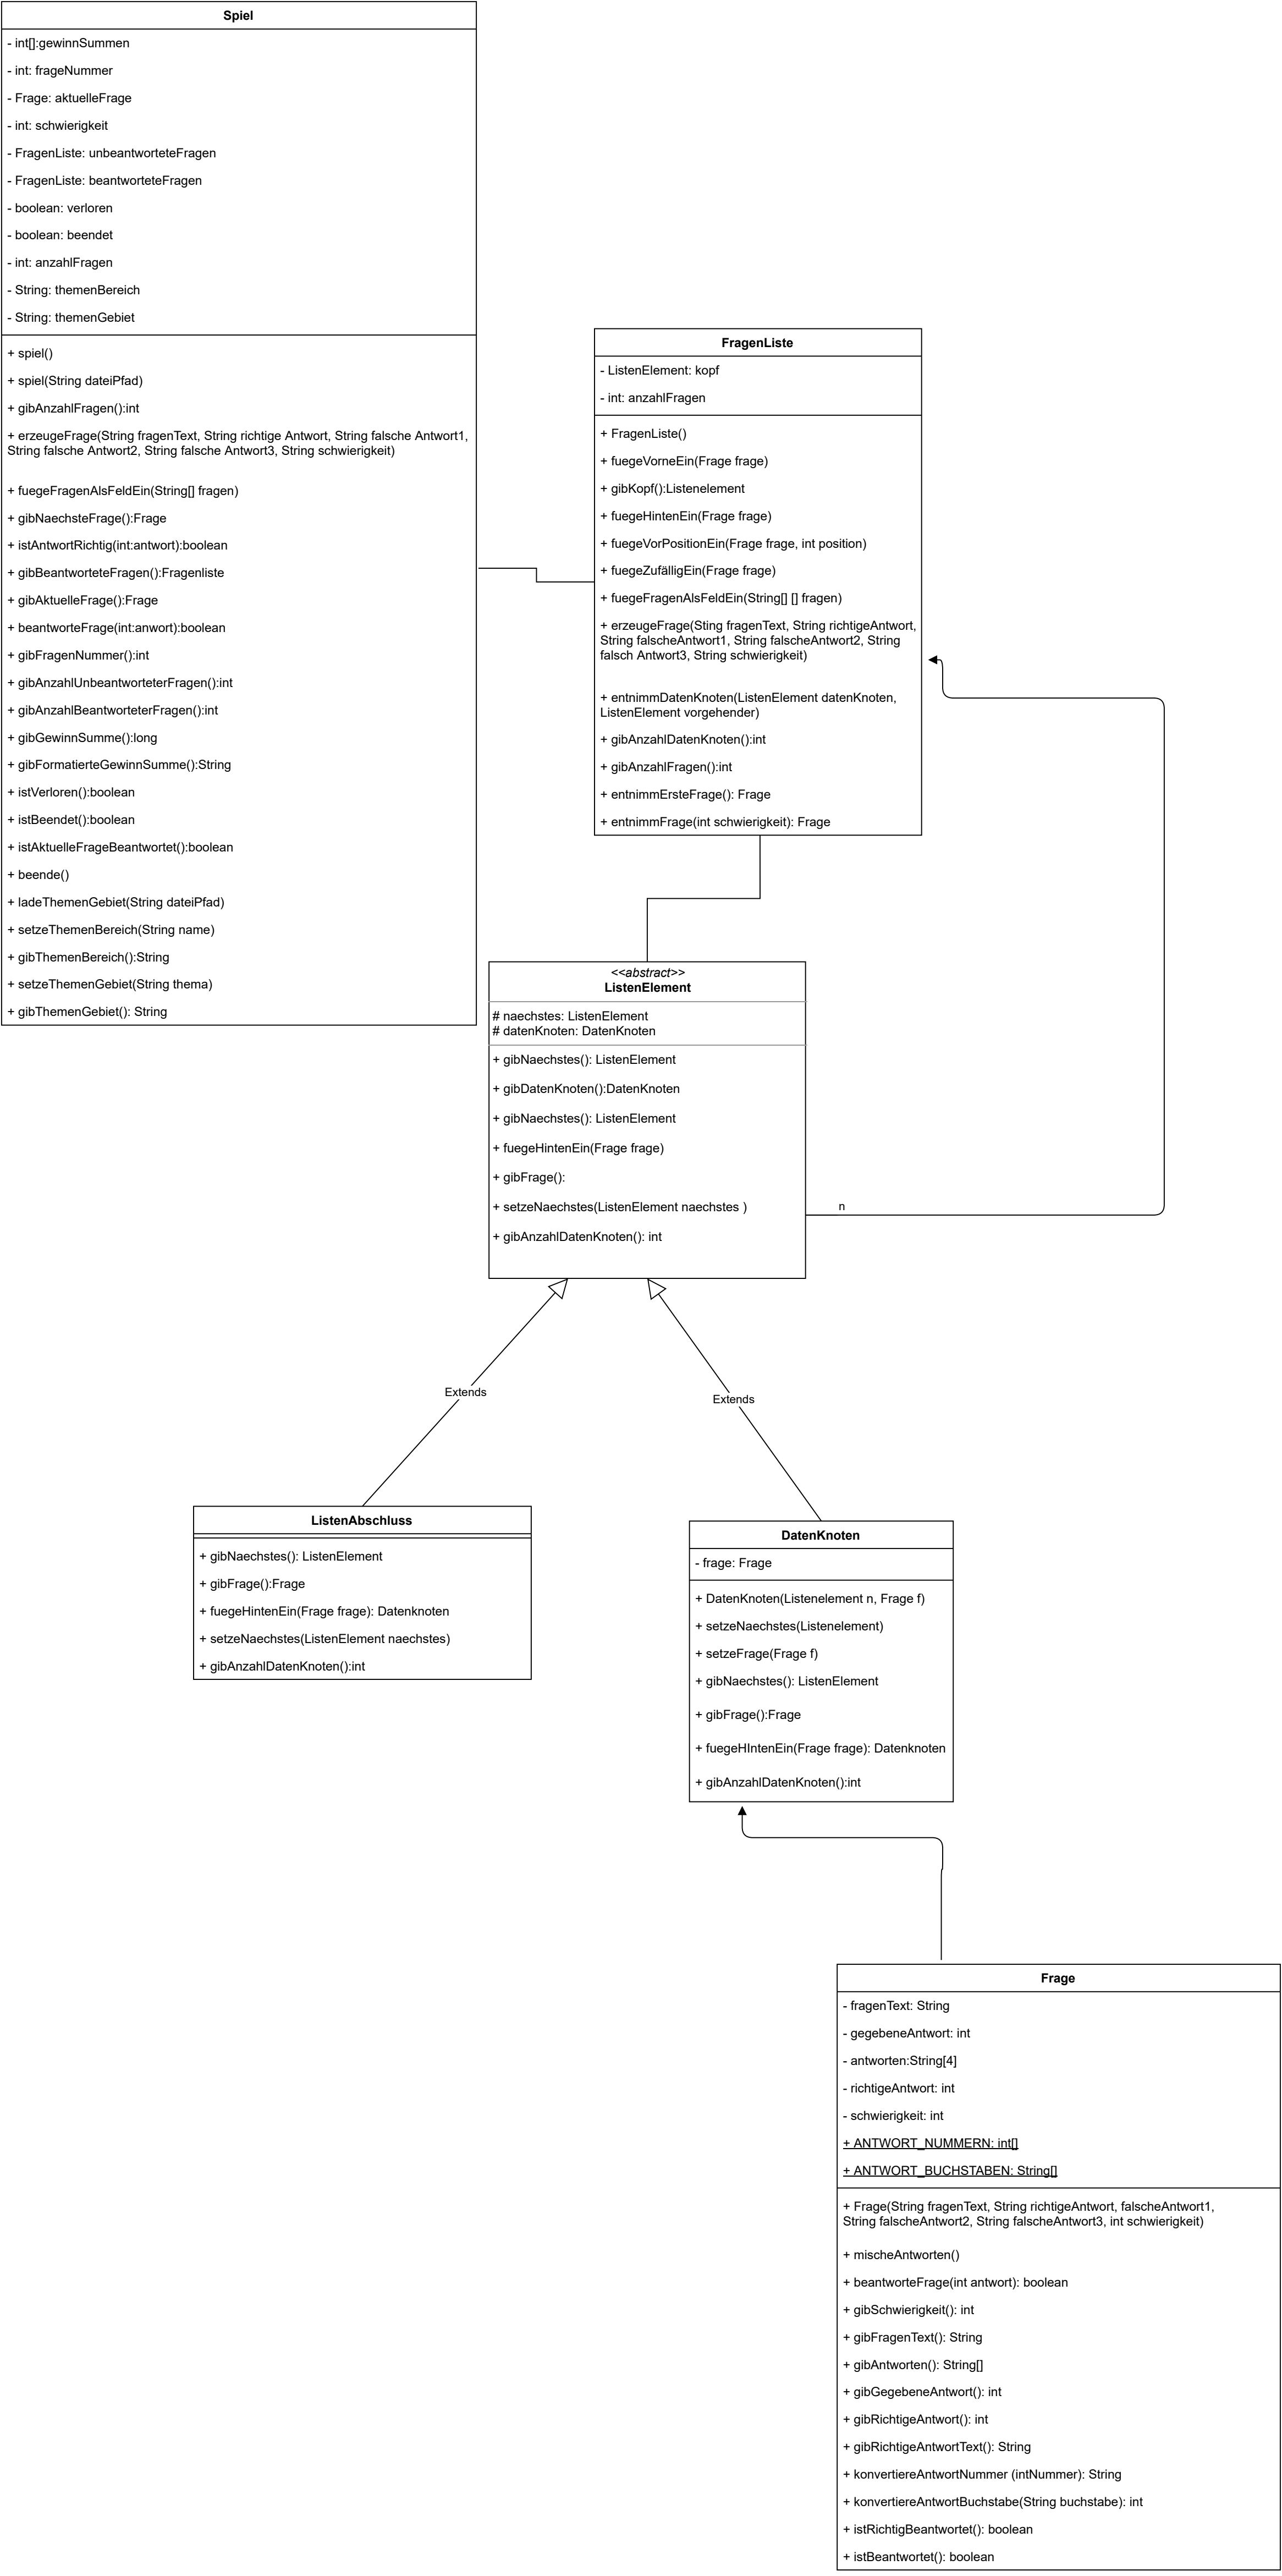 Spiel
- int[]:gewinnSummen
- int: frageNummer
- Frage: aktuelleFrage
- int: schwierigkeit
- FragenListe: unbeantworteteFragen
- FragenListe: beantworteteFragen
- boolean: verloren
- boolean: beendet
- int: anzahlFragen
- String: themenBereich
- String: themenGebiet
+ spiel()
+ spiel(String dateiPfad)
+ gibAnzahlFragen():int
+ erzeugeFrage(String fragenText, String richtige Antwort, String falsche Antwort1,
String falsche Antwort2, String falsche Antwort3, String schwierigkeit)
+ fuegeFragenAlsFeldEin(String[] fragen)
+ gibNaechsteFrage():Frage
+ istAntwortRichtig(int:antwort):boolean
+ gibBeantworteteFragen():Fragenliste
+ gibAktuelleFrage():Frage
+ beantworteFrage(int:anwort):boolean
+ gibFragenNummer():int
+ gibAnzahlUnbeantworteterFragen():int
+ gibAnzahlBeantworteterFragen():int
+ gibGewinnSumme():long
+ gibFormatierteGewinnSumme():String
+ istVerloren():boolean
+ istBeendet():boolean
+ istAktuelleFrageBeantwortet():boolean
+ beende()
+ ladeThemenGebiet(String dateiPfad)
+ setzeThemenBereich(String name)
+ gibThemenBereich():String
+ setzeThemenGebiet(String thema)
+ gibThemenGebiet(): String
FragenListe
- ListenElement: kopf
- int: anzahlFragen
+ FragenListe()
+ fuegeVorneEin(Frage frage)
+ gibKopf():Listenelement
+ fuegeHintenEin(Frage frage)
+ fuegeVorPositionEin(Frage frage, int position)
+ fuegeZufälligEin(Frage frage)
+ fuegeFragenAlsFeldEin(String[] [] fragen)
+ erzeugeFrage(Sting fragenText, String richtigeAntwort,
String falscheAntwort1, String falscheAntwort2, String
falsch Antwort3, String schwierigkeit)
+ entnimmDatenKnoten(ListenElement datenKnoten,
ListenElement vorgehender)
+ gibAnzahlDatenKnoten():int
+ gibAnzahlFragen():int
+ entnimmErsteFrage(): Frage
+ entnimmFrage(int schwierigkeit): Frage
<<abstract>>
ListenElement
# naechstes: ListenElement
# datenKnoten: DatenKnoten
+ gibNaechstes(): ListenElement
+ gibDatenKnoten():DatenKnoten
+ gibNaechstes(): ListenElement
+ fuegeHintenEin(Frage frage)
+ gibFrage():
+ setzeNaechstes(ListenElement naechstes )
+ gibAnzahlDatenKnoten(): int
n
Extends
Extends
ListenAbschluss
+ gibNaechstes(): ListenElement
+ gibFrage():Frage
+ fuegeHintenEin(Frage frage): Datenknoten
+ setzeNaechstes(ListenElement naechstes)
+ gibAnzahlDatenKnoten():int
DatenKnoten
- frage: Frage
+ DatenKnoten(Listenelement n, Frage f)
+ setzeNaechstes(Listenelement)
+ setzeFrage(Frage f)
+ gibNaechstes(): ListenElement
+ gibFrage():Frage
+ fuegeHIntenEin(Frage frage): Datenknoten
+ gibAnzahlDatenKnoten():int
Frage
- fragenText: String
- gegebeneAntwort: int
- antworten:String[4]
- richtigeAntwort: int
- schwierigkeit: int
+ ANTWORT_NUMMERN: int[]
+ ANTWORT_BUCHSTABEN: String[]
+ Frage(String fragenText, String richtigeAntwort, falscheAntwort1,
String falscheAntwort2, String falscheAntwort3, int schwierigkeit)
+ mischeAntworten()
+ beantworteFrage(int antwort): boolean
+ gibSchwierigkeit(): int
+ gibFragenText(): String
+ gibAntworten(): String[]
+ gibGegebeneAntwort(): int
+ gibRichtigeAntwort(): int
+ gibRichtigeAntwortText(): String
+ konvertiereAntwortNummer (intNummer): String
+ konvertiereAntwortBuchstabe(String buchstabe): int
+ istRichtigBeantwortet(): boolean
+ istBeantwortet(): boolean